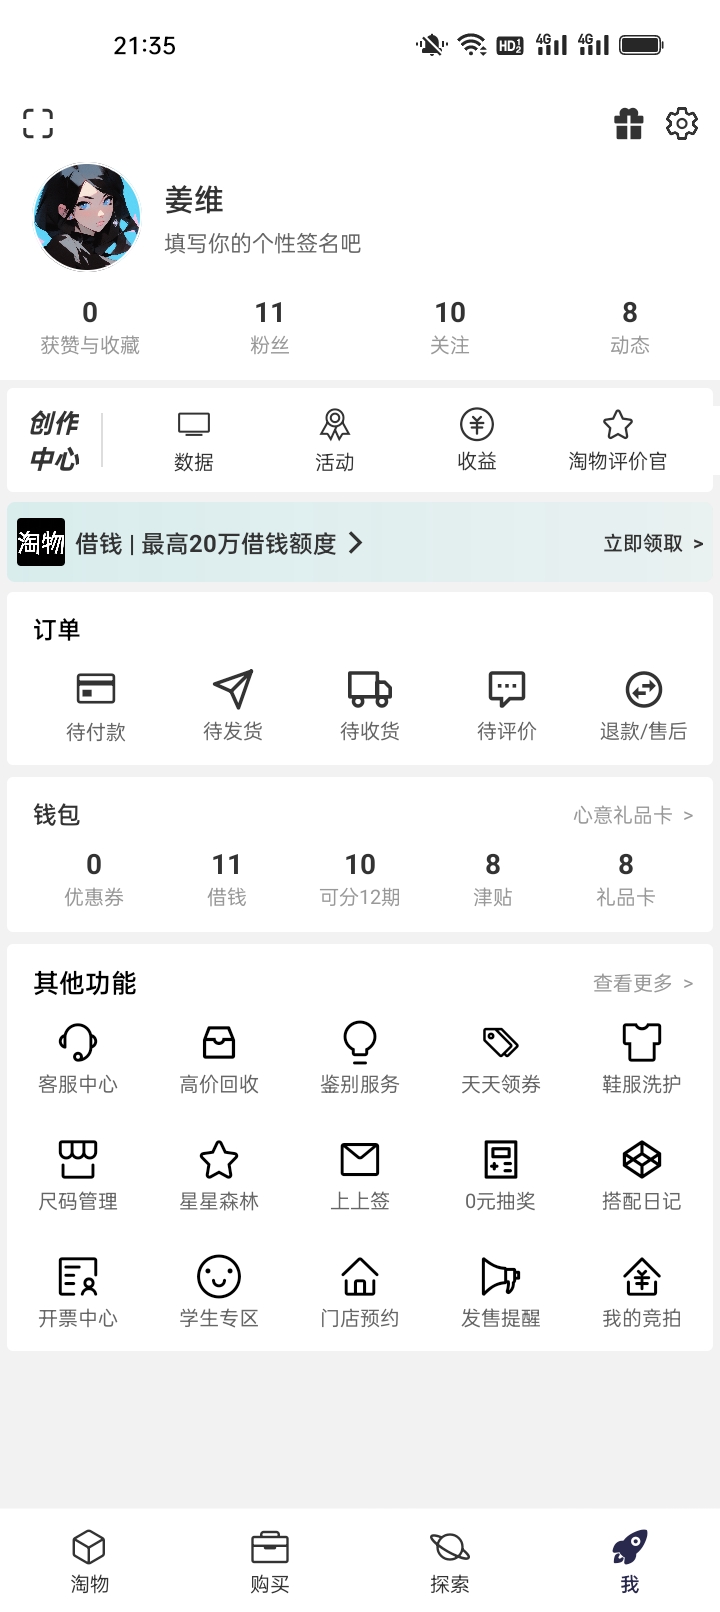 21:35
HD 1 2
4G
4G
姜维
填写你的个性签名吧
0 11 10 8
获赞与收藏 粉丝 关注 动态
创作
中心
数据 活动 收益 淘物评价官
淘物 借钱 | 最高20万借钱额度 立即领取 >
订单
待付款 待发货 待收货 待评价 退款/售后
钱包 心意礼品卡 >
0 11 10 8 8
优惠券 借钱 可分12期 津贴 礼品卡
其他功能 查看更多 >
客服中心 高价回收 鉴别服务 天天领券 鞋服洗护
尺码管理 星星森林 上上签 0元抽奖 搭配日记
开票中心 学生专区 门店预约 发售提醒 我的竞拍
淘物 购买 探索 我